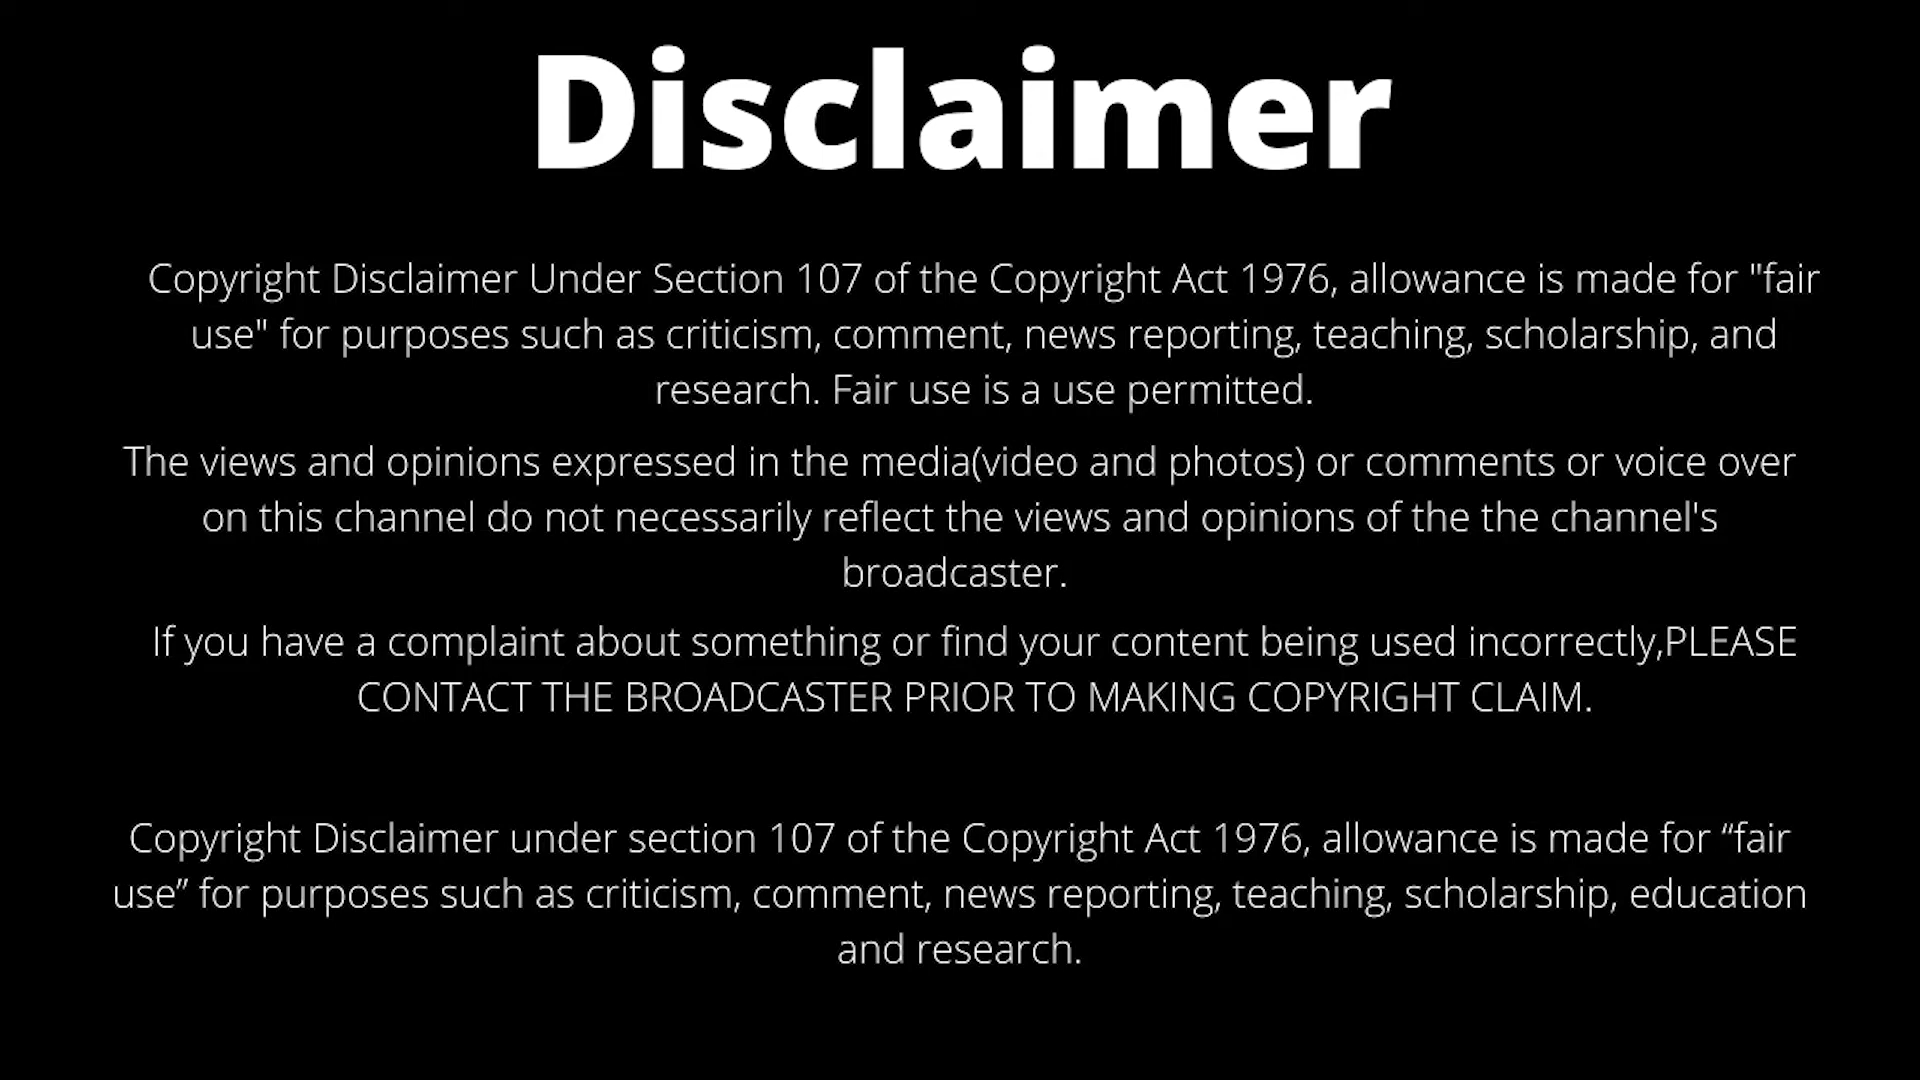 Disclaimer
Copyright Disclaimer Under Section 107 of the Copyright Act 1976, allowance is made for "fair
use" for purposes such as criticism, comment, news reporting, teaching, scholarship, and
research. Fair use is a use permitted.
The views and opinions expressed in the media(video and photos) or comments or voice over
on this channel do not necessarily reflect the views and opinions of the the channel's
broadcaster.
If you have a complaint about something or find your content being used incorrectly,PLEASE
CONTACT THE BROADCASTER PRIOR TO MAKING COPYRIGHT CLAIM.
Copyright Disclaimer under section 107 of the Copyright Act 1976, allowance is made for “fair
use” for purposes such as criticism, comment, news reporting, teaching, scholarship, education
and research.